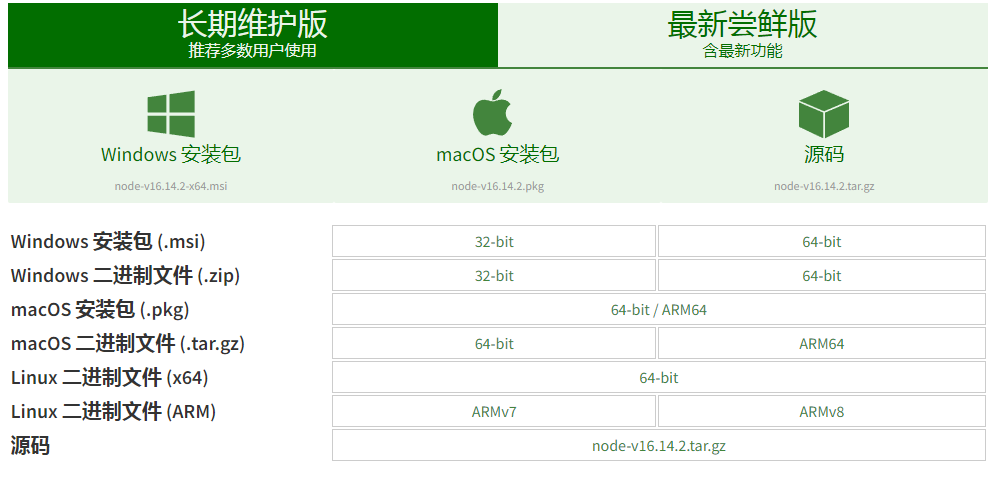 长期维护版
推荐多数用户使用
最新尝鲜版
含最新功能
Windows 安装包
node-v16.14.2-x64.msi
macOS 安装包
node-v16.14.2.pkg
源码
node-v16.14.2.tar.gz
Windows 安装包 (.msi) 32-bit 64-bit
Windows 二进制文件 (.zip) 32-bit 64-bit
macOS 安装包 (.pkg) 64-bit / ARM64
macOS 二进制文件 (.tar.gz) 64-bit ARM64
Linux 二进制文件 (x64) 64-bit
Linux 二进制文件 (ARM) ARMv7 ARMv8
源码 node-v16.14.2.tar.gz